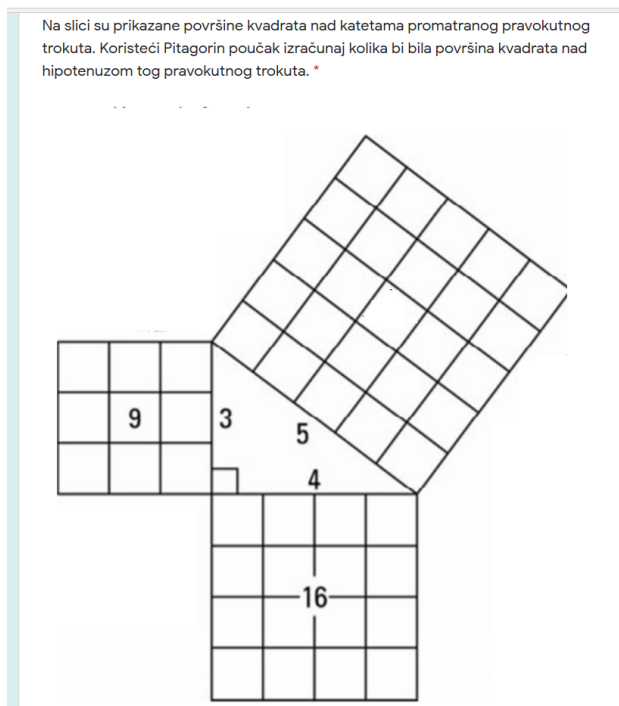 Na slici su prikazane površine kvadrata nad katetama promatranog pravokutnog
trokuta. Koristeći Pitagorin poučak izračunaj kolika bi bila površina kvadrata nad
hipotenuzom tog pravokutnog trokuta. *
9
3
5
4
16